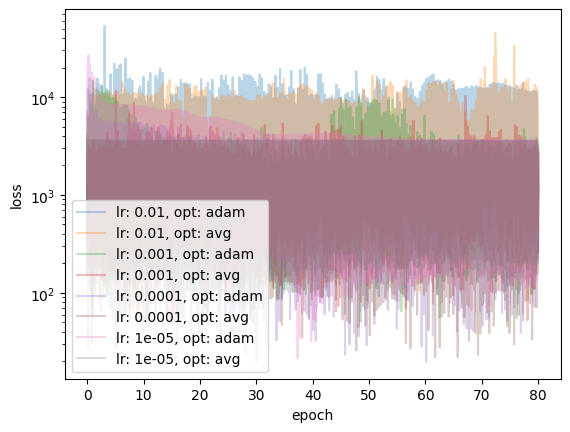 loss
10^4
10^3
10^2
lr: 0.01, opt: adam
lr: 0.01, opt: avg
lr: 0.001, opt: adam
lr: 0.001, opt: avg
lr: 0.0001, opt: adam
lr: 0.0001, opt: avg
lr: 1e-05, opt: adam
lr: 1e-05, opt: avg
0 10 20 30 40 50 60 70 80
epoch